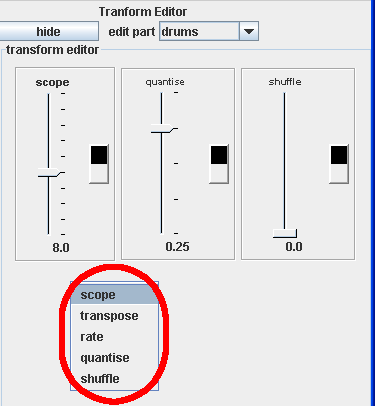 Tranform Editor
hide edit part drums
transform editor
scope quantise shuffle
8.0 0.25 0.0
scope
transpose
rate
quantise
shuffle